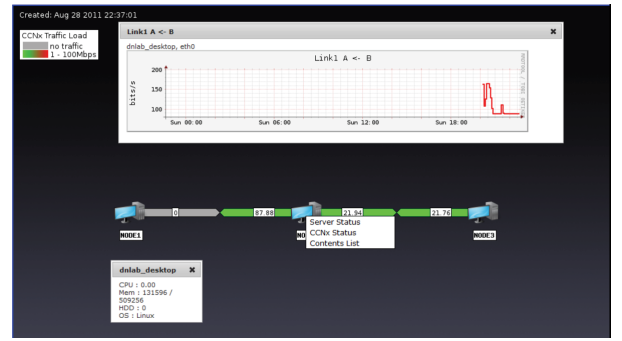 Created: Aug 28 2011 22:37:01
CCNx Traffic Load
no traffic
1 - 100Mbps
Link1 A <- B
dnlab_desktop, eth0
Link1 A <- B
bits/s
200
150
100
Sun 00:00
Sun 06:00
Sun 12:00
Sun 18:00
0
87.88
21.94
21.76
NODE1
NO
NODE3
Server Status
CCNx Status
Contents List
dnlab_desktop
CPU : 0.00
Mem : 131596 /
509256
HDD : 0
OS : Linux